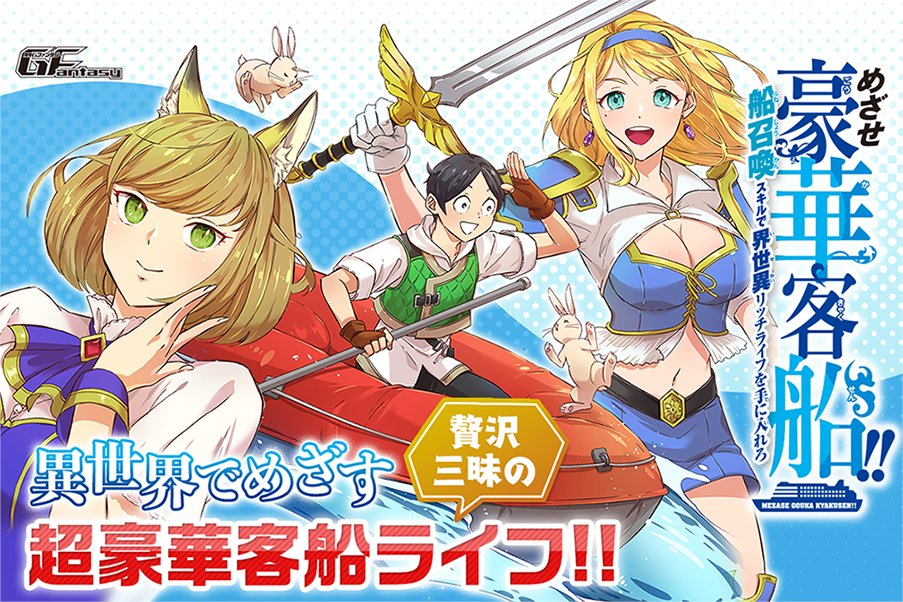 GFantasy
めざせ
豪華客船!!
船召喚スキルで界世異リッチライフを手に入れろ
MEZASE GOUKA KYAKUSEN!!
異世界でめざす
贅沢
三昧の
超豪華客船ライフ!!